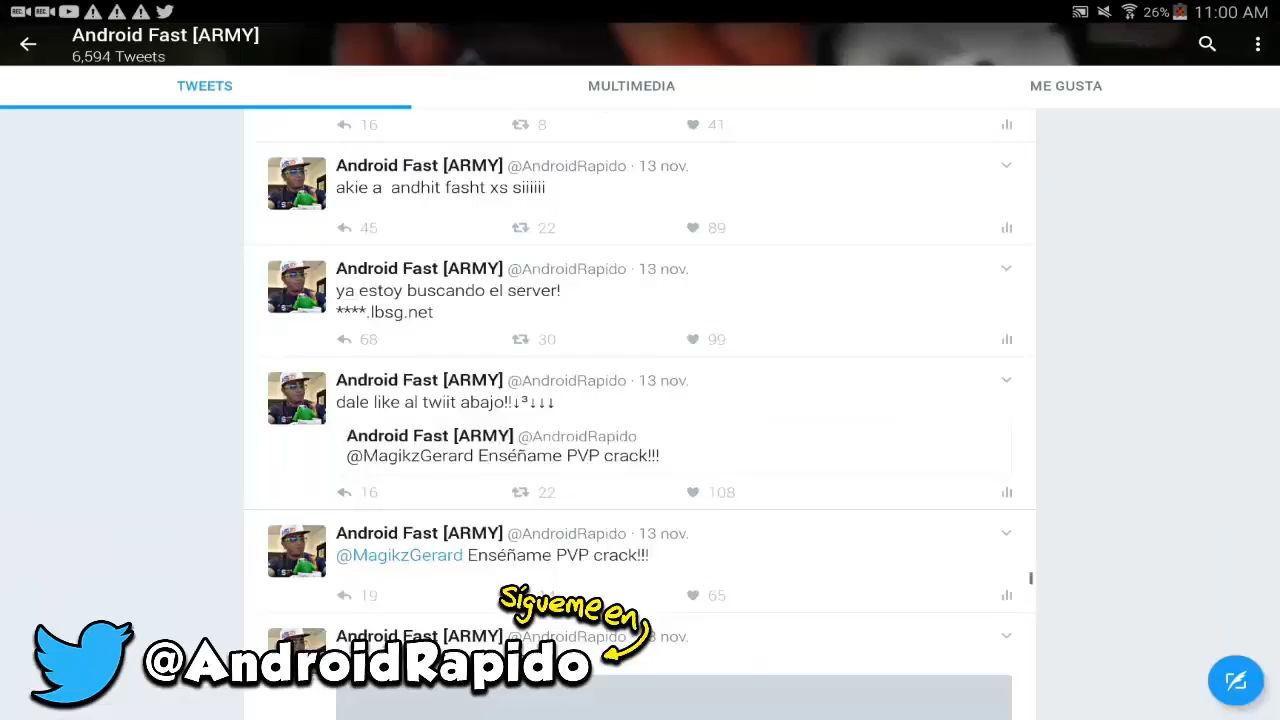 REC REC 26% 11:00 AM
Android Fast [ARMY]
6,594 Tweets
TWEETS MULTIMEDIA ME GUSTA
16 8 41
Android Fast [ARMY] @AndroidRapido · 13 nov.
akie a andhit fasht xs siiiiii
45 22 89
Android Fast [ARMY] @AndroidRapido · 13 nov.
ya estoy buscando el server!
****.lbsg.net
68 30 99
Android Fast [ARMY] @AndroidRapido · 13 nov.
dale like al twiit abajo!!↓³↓↓↓
Android Fast [ARMY] @AndroidRapido
@MagikzGerard Enséñame PVP crack!!!
16 22 108
Android Fast [ARMY] @AndroidRapido · 13 nov.
@MagikzGerard Enséñame PVP crack!!!
19 65
Sígueme en
Android Fast [ARMY] @AndroidRapido nov.
@AndroidRapido